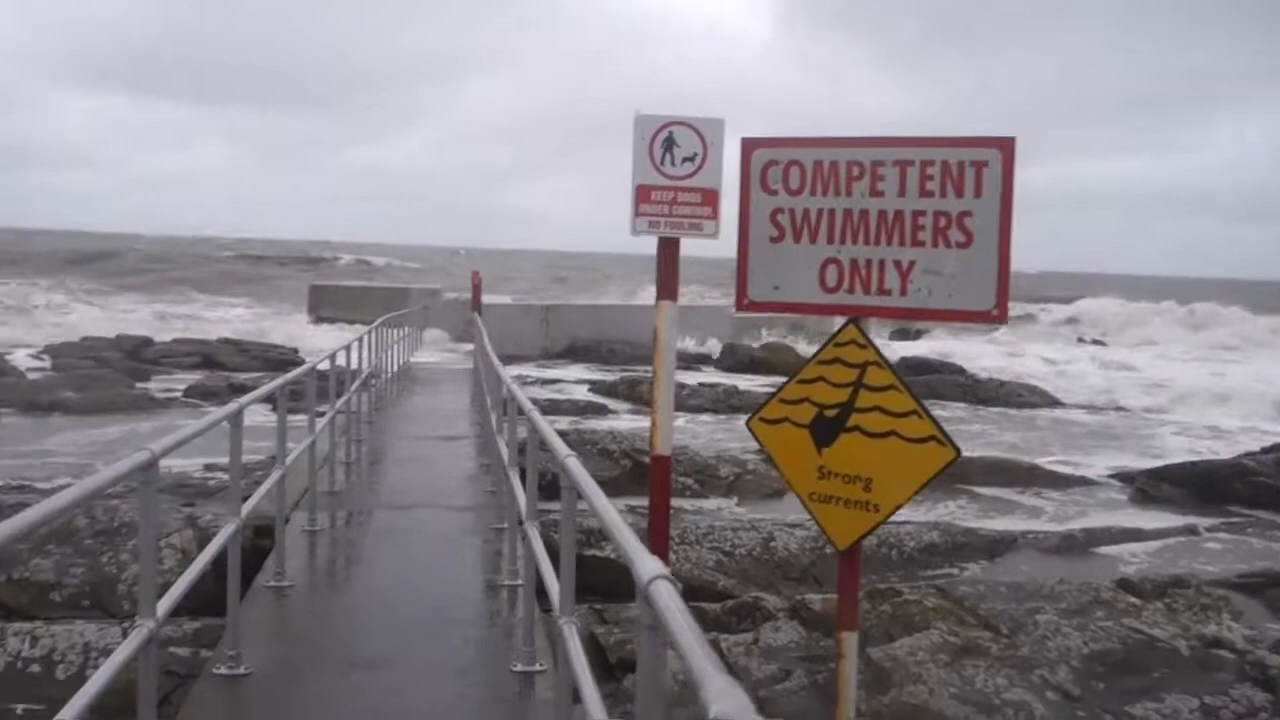 KEEP DOGS
UNDER CONTROL
NO FOULING
COMPETENT
SWIMMERS
ONLY
Strong
currents